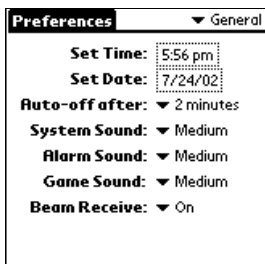 Preferences ▼ General
Set Time: 5:56 pm
Set Date: 7/24/02
Auto-off after: ▼ 2 minutes
System Sound: ▼ Medium
Alarm Sound: ▼ Medium
Game Sound: ▼ Medium
Beam Receive: ▼ On